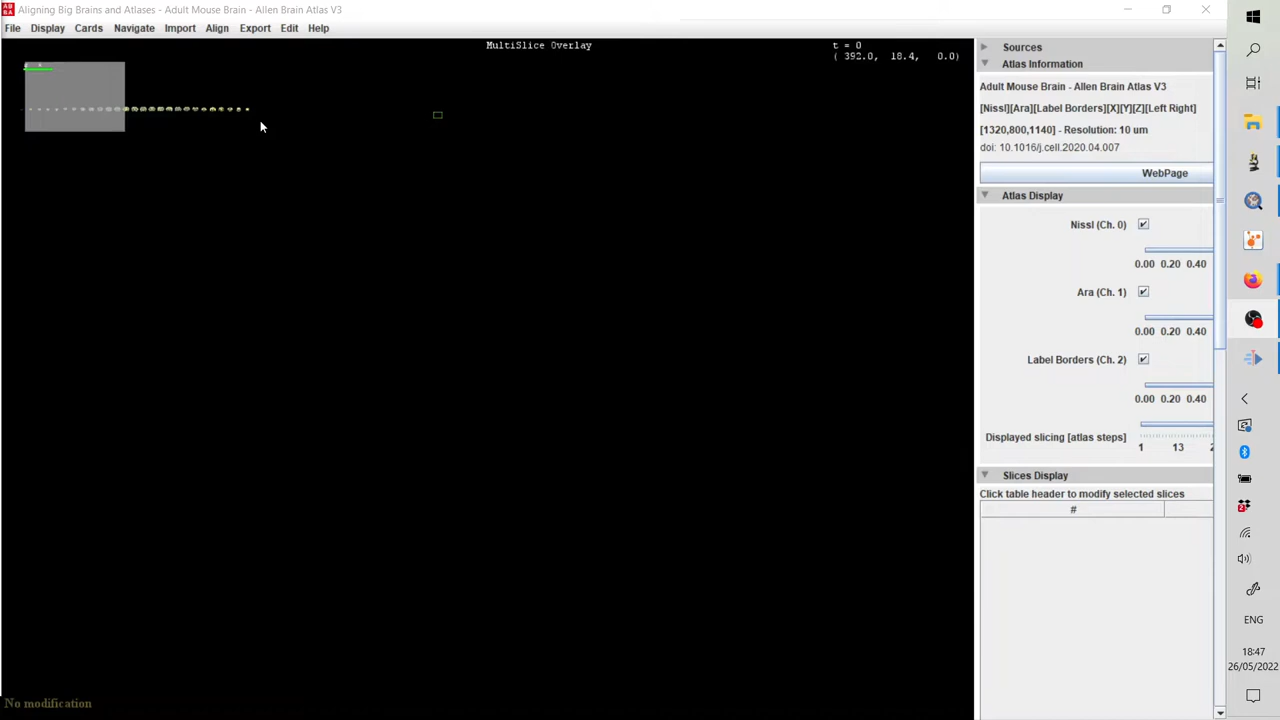 Aligning Big Brains and Atlases - Adult Mouse Brain - Allen Brain Atlas V3
File Display Cards Navigate Import Align Export Edit Help
MultiSlice Overlay
t = 0
( 392.0, 18.4, 0.0)
No modification
Sources
Atlas Information
Adult Mouse Brain - Allen Brain Atlas V3
[Nissl][Ara][Label Borders][X][Y][Z][Left Right]
[1320,800,1140] - Resolution: 10 um
doi: 10.1016/j.cell.2020.04.007
WebPage
Atlas Display
Nissl (Ch. 0)
0.00 0.20 0.40
Ara (Ch. 1)
0.00 0.20 0.40
Label Borders (Ch. 2)
0.00 0.20 0.40
Displayed slicing [atlas steps]
1 13
Slices Display
Click table header to modify selected slices
#
ENG
18:47
26/05/2022